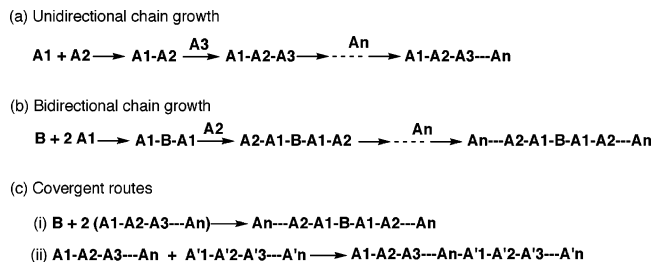 (a) Unidirectional chain growth
A1 + A2 → A1-A2 A3 → A1-A2-A3 → ---- An → A1-A2-A3---An
(b) Bidirectional chain growth
B + 2 A1 → A1-B-A1 A2 → A2-A1-B-A1-A2 → ---- An → An---A2-A1-B-A1-A2---An
(c) Covergent routes
(i) B + 2 (A1-A2-A3---An) → An---A2-A1-B-A1-A2---An
(ii) A1-A2-A3---An + A'1-A'2-A'3---A'n → A1-A2-A3---An-A'1-A'2-A'3---A'n